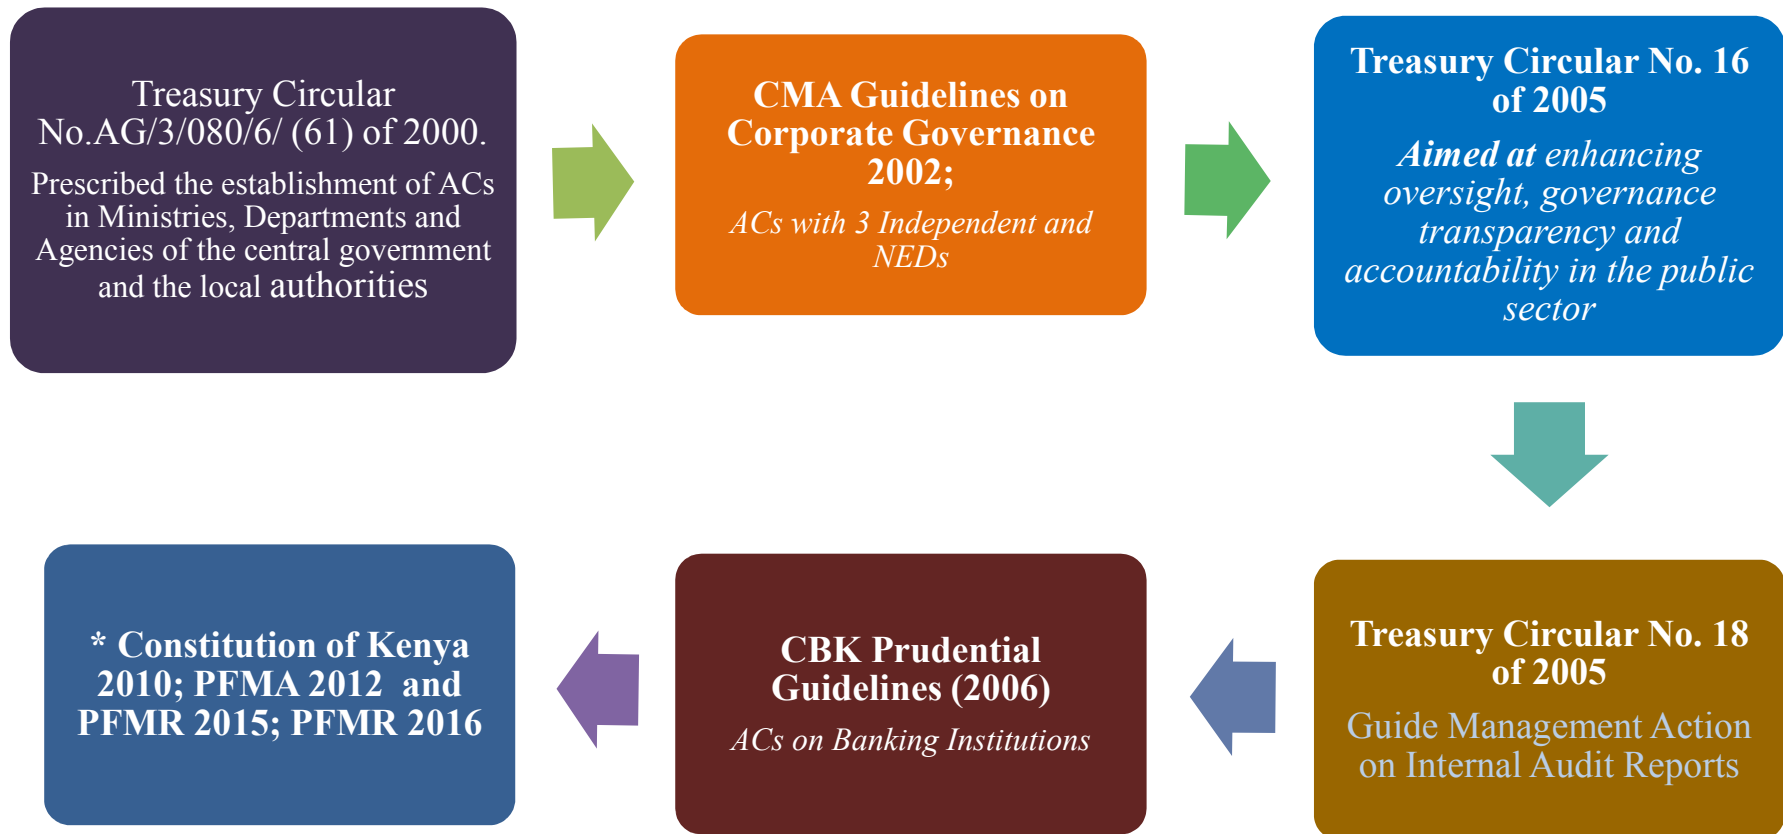 Treasury Circular
No.AG/3/080/6/ (61) of 2000.
Prescribed the establishment of ACs
in Ministries, Departments and
Agencies of the central government
and the local authorities
CMA Guidelines on
Corporate Governance
2002;
ACs with 3 Independent and
NEDs
Treasury Circular No. 16
of 2005
Aimed at enhancing
oversight, governance
transparency and
accountability in the public
sector
Treasury Circular No. 18
of 2005
Guide Management Action
on Internal Audit Reports
CBK Prudential
Guidelines (2006)
ACs on Banking Institutions
* Constitution of Kenya
2010; PFMA 2012 and
PFMR 2015; PFMR 2016